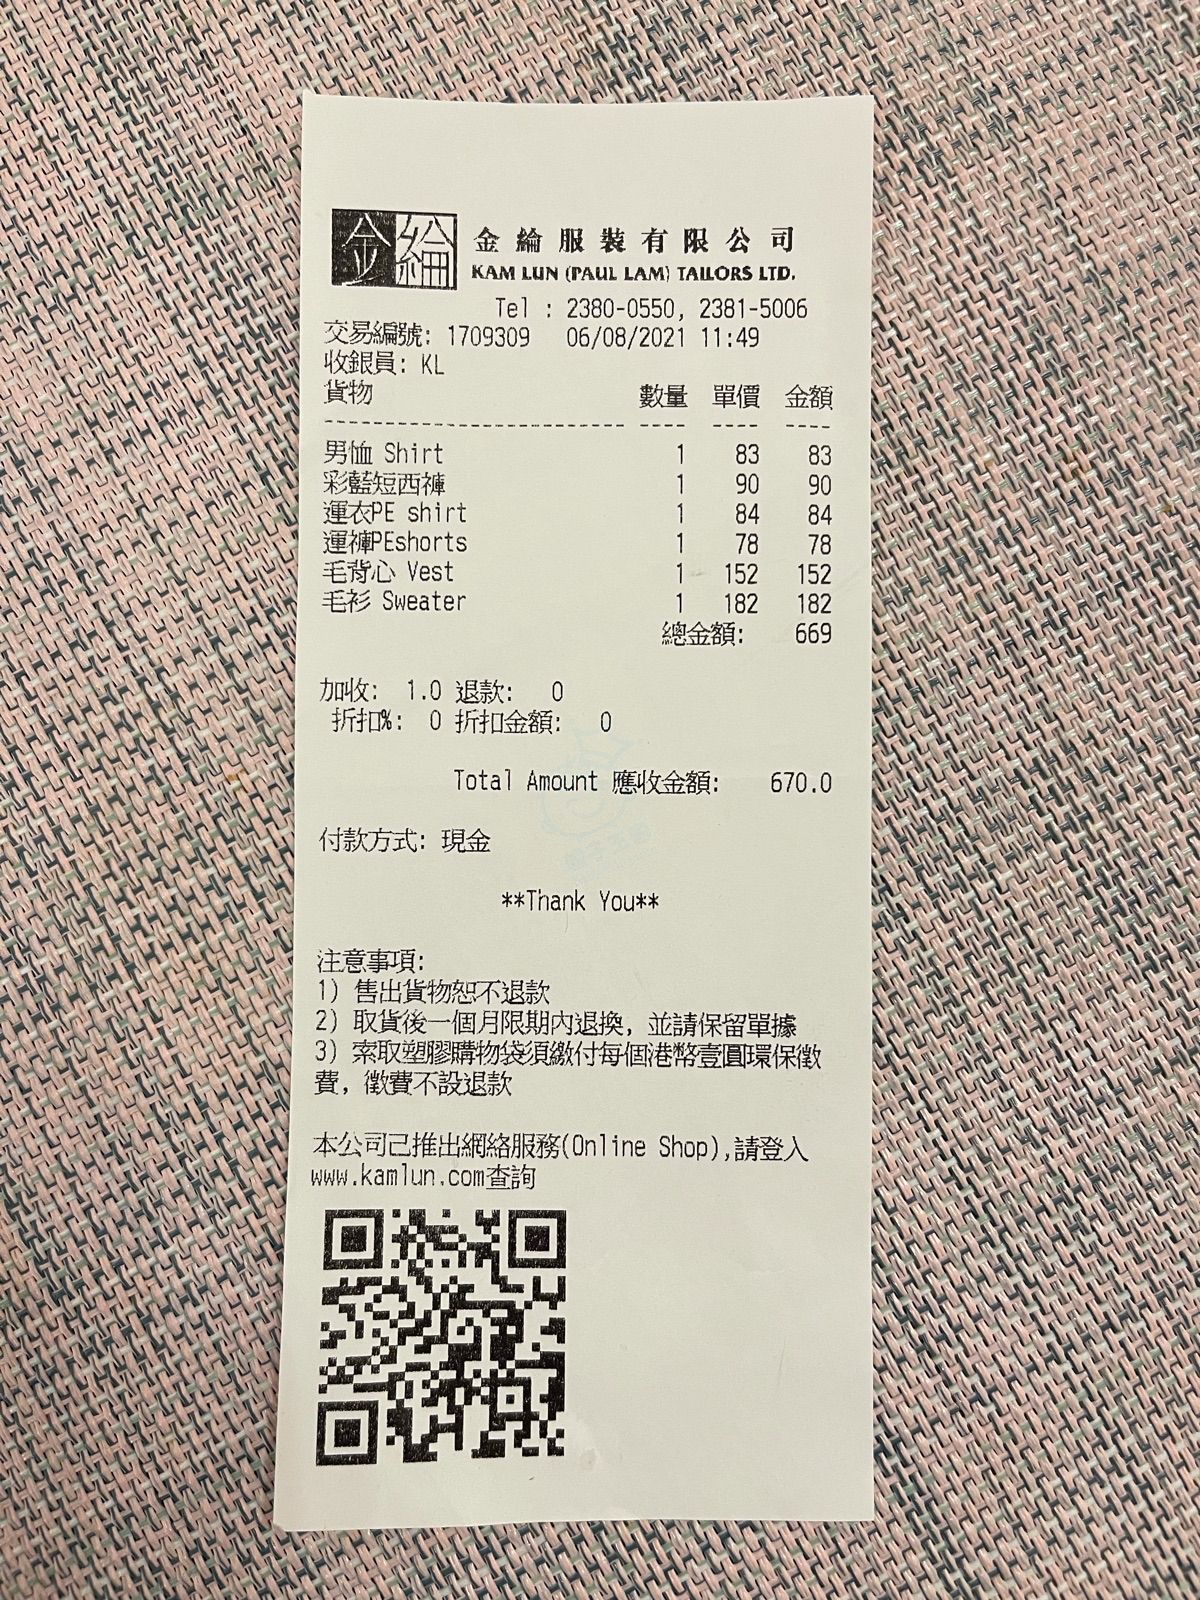 金綸
金綸服裝有限公司
KAM LUN (PAUL LAM) TAILORS LTD.
Tel : 2380-0550, 2381-5006
交易編號: 1709309 06/08/2021 11:49
收銀員: KL
貨物 數量 單價 金額
------------------------- ---- ---- ----
男恤 Shirt 1 83 83
彩藍短西褲 1 90 90
運衣PE shirt 1 84 84
運褲PEshorts 1 78 78
毛背心 Vest 1 152 152
毛衫 Sweater 1 182 182
總金額: 669
加收: 1.0 退款: 0
折扣%: 0 折扣金額: 0
Total Amount 應收金額: 670.0
付款方式: 現金
**Thank You**
注意事項:
1) 售出貨物恕不退款
2) 取貨後一個月限期內退換, 並請保留單據
3) 索取塑膠購物袋須繳付每個港幣壹圓環保徵
費, 徵費不設退款
本公司已推出網絡服務(Online Shop),請登入
www.kamlun.com查詢